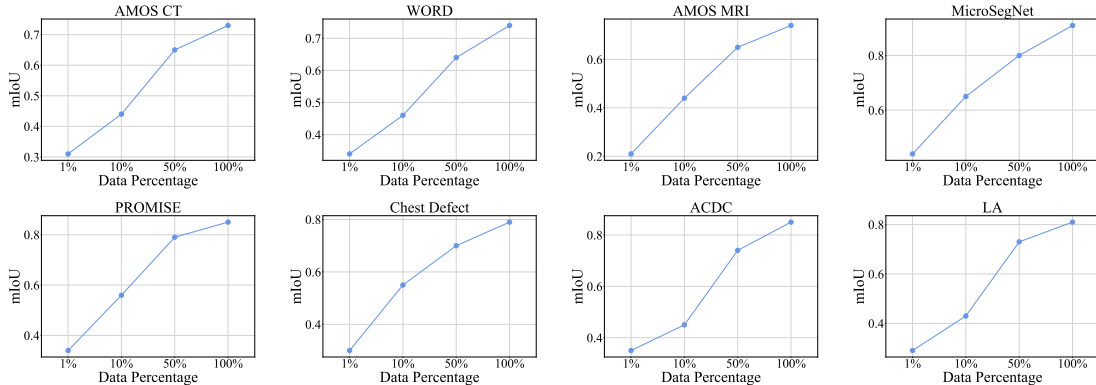 AMOS CT
0.7
0.6
0.5
0.4
0.3
mIoU
1% 10% 50% 100%
Data Percentage
WORD
0.7
0.6
0.5
0.4
mIoU
1% 10% 50% 100%
Data Percentage
AMOS MRI
0.6
0.4
0.2
mIoU
1% 10% 50% 100%
Data Percentage
MicroSegNet
0.8
0.6
mIoU
1% 10% 50% 100%
Data Percentage
PROMISE
0.8
0.6
0.4
mIoU
1% 10% 50% 100%
Data Percentage
Chest Defect
0.8
0.6
0.4
mIoU
1% 10% 50% 100%
Data Percentage
ACDC
0.8
0.6
0.4
mIoU
1% 10% 50% 100%
Data Percentage
LA
0.8
0.6
0.4
mIoU
1% 10% 50% 100%
Data Percentage